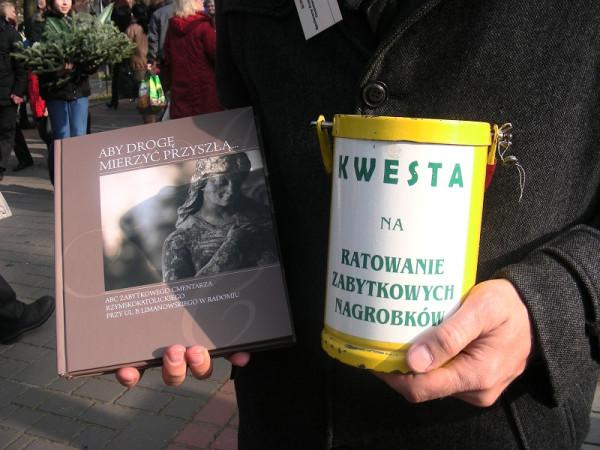 ABY DROGĘ
MIERZYĆ PRZYSZŁĄ...
ABC ZABYTKOWEGO CMENTARZA
RZYMSKOKATOLICKIEGO
PRZY UL. B. LIMANOWSKIEGO W RADOMIU
KWESTA
NA
RATOWANIE
ZABYTKOWYCH
NAGROBKÓW